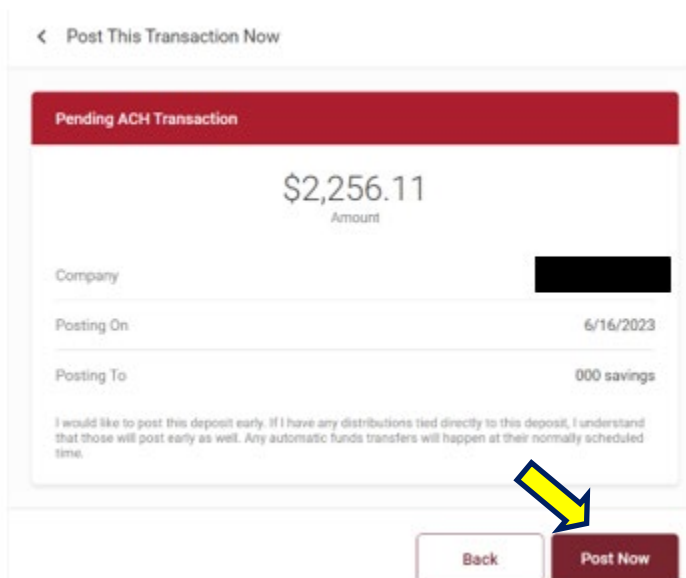 Post This Transaction Now
Pending ACH Transaction
$2,256.11
Amount
Company
Posting On 6/16/2023
Posting To 000 savings
I would like to post this deposit early. If I have any distributions tied directly to this deposit, I understand
that those will post early as well. Any automatic funds transfers will happen at their normally scheduled
time.
Back Post Now